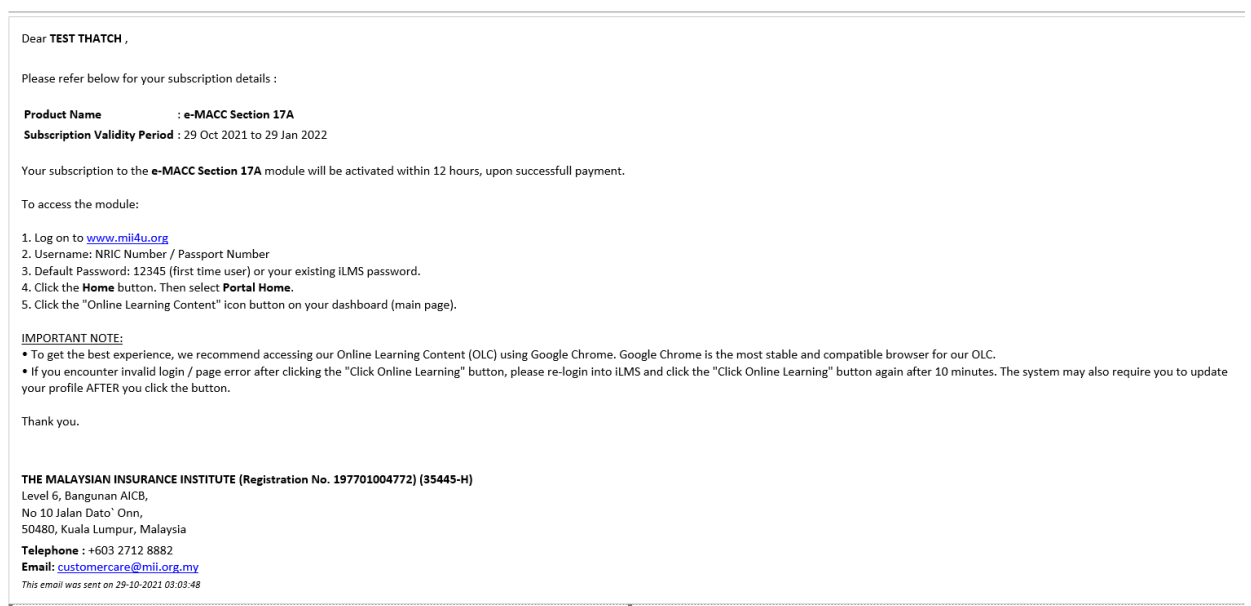 Dear TEST THATCH ,
Please refer below for your subscription details :
Product Name : e-MACC Section 17A
Subscription Validity Period : 29 Oct 2021 to 29 Jan 2022
Your subscription to the e-MACC Section 17A module will be activated within 12 hours, upon successfull payment.
To access the module:
1. Log on to www.mii4u.org
2. Username: NRIC Number / Passport Number
3. Default Password: 12345 (first time user) or your existing iLMS password.
4. Click the Home button. Then select Portal Home.
5. Click the "Online Learning Content" icon button on your dashboard (main page).
IMPORTANT NOTE:
• To get the best experience, we recommend accessing our Online Learning Content (OLC) using Google Chrome. Google Chrome is the most stable and compatible browser for our OLC.
• If you encounter invalid login / page error after clicking the "Click Online Learning" button, please re-login into iLMS and click the "Click Online Learning" button again after 10 minutes. The system may also require you to update
your profile AFTER you click the button.
Thank you.
THE MALAYSIAN INSURANCE INSTITUTE (Registration No. 197701004772) (35445-H)
Level 6, Bangunan AICB,
No 10 Jalan Dato` Onn,
50480, Kuala Lumpur, Malaysia
Telephone : +603 2712 8882
Email: customercare@mii.org.my
This email was sent on 29-10-2021 03:03:48